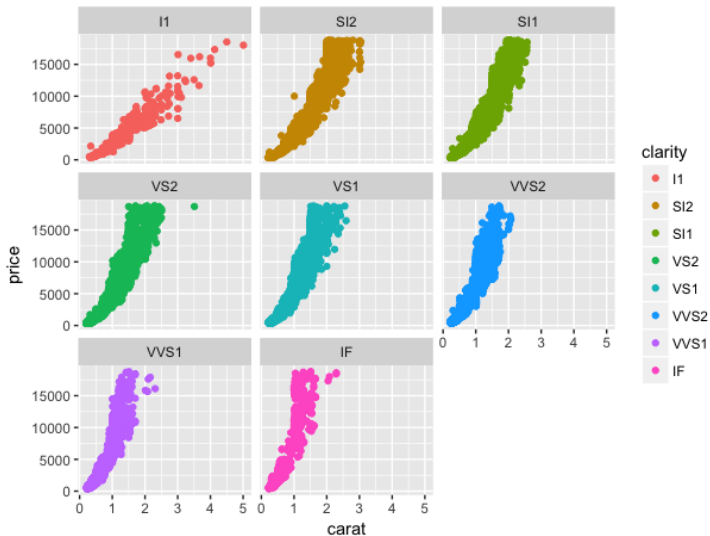 I1 SI2 SI1
15000
10000
5000
0
VS2 VS1 VVS2
15000
10000
5000
0
0 1 2 3 4 5
VVS1 IF
15000
10000
5000
0
0 1 2 3 4 5 0 1 2 3 4 5
price
carat
clarity
I1
SI2
SI1
VS2
VS1
VVS2
VVS1
IF